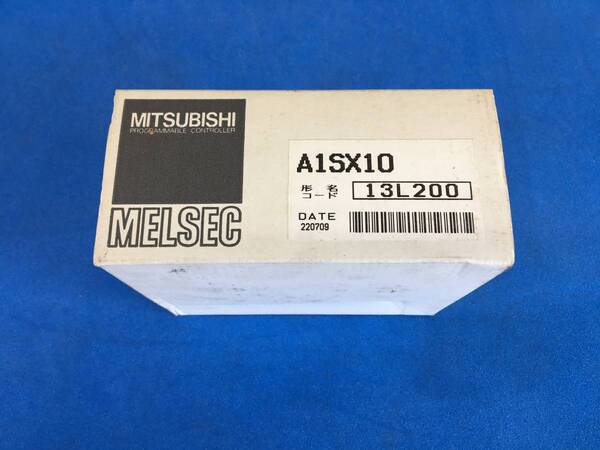 MITSUBISHI
PROGRAMMABLE CONTROLLER
MELSEC
A1SX10
形 名
コード 13L200
DATE
220709